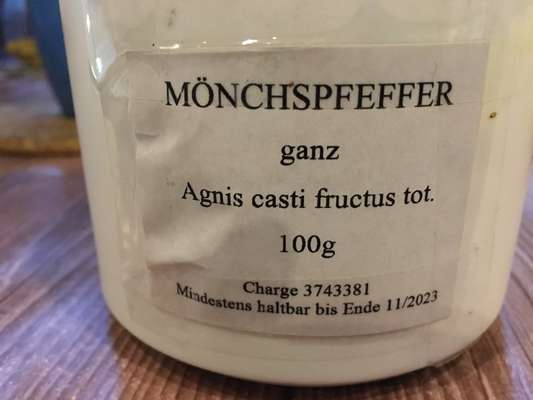 MÖNCHSPFEFFER
ganz
Agnis casti fructus tot.
100g
Charge 3743381
Mindestens haltbar bis Ende 11/2023